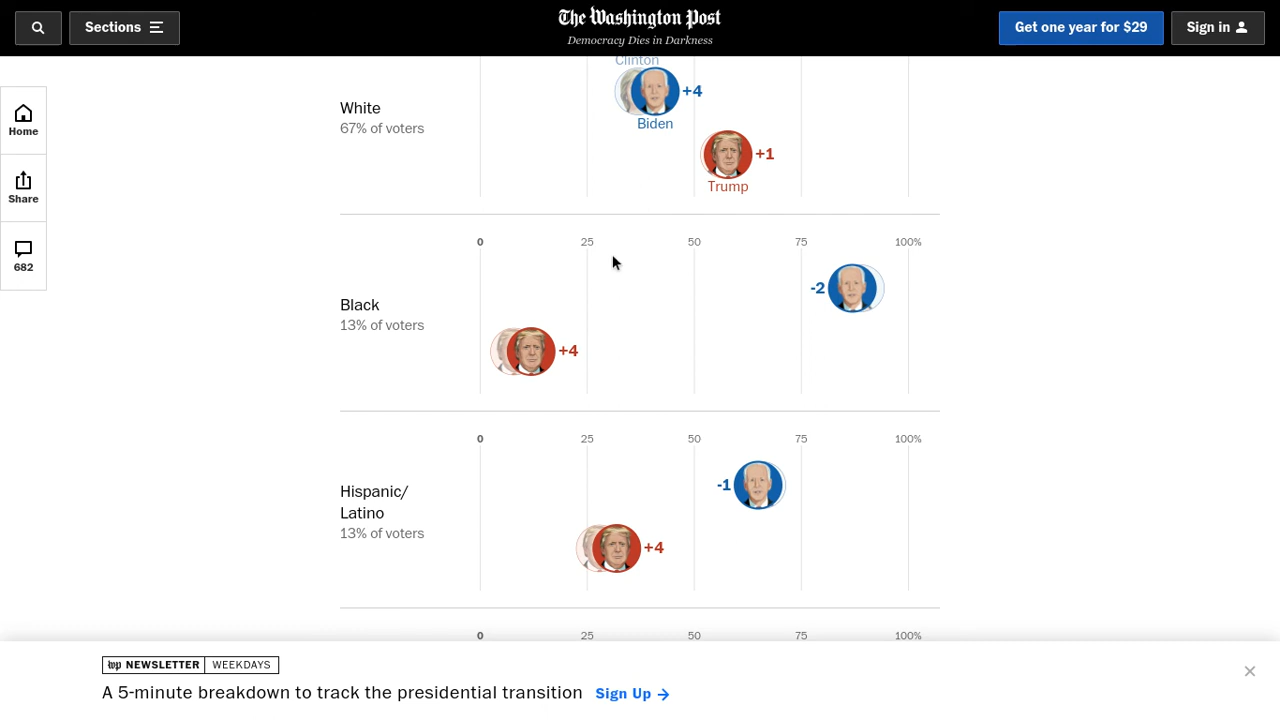 Sections
The Washington Post
Democracy Dies in Darkness
Get one year for $29
Sign in
Home
Share
682
Clinton
White
67% of voters
+4
Biden
+1
Trump
0 25 50 75 100%
Black
13% of voters
-2
+4
0 25 50 75 100%
Hispanic/
Latino
13% of voters
-1
+4
0 25 50 75 100%
wp NEWSLETTER WEEKDAYS
A 5-minute breakdown to track the presidential transition Sign Up →